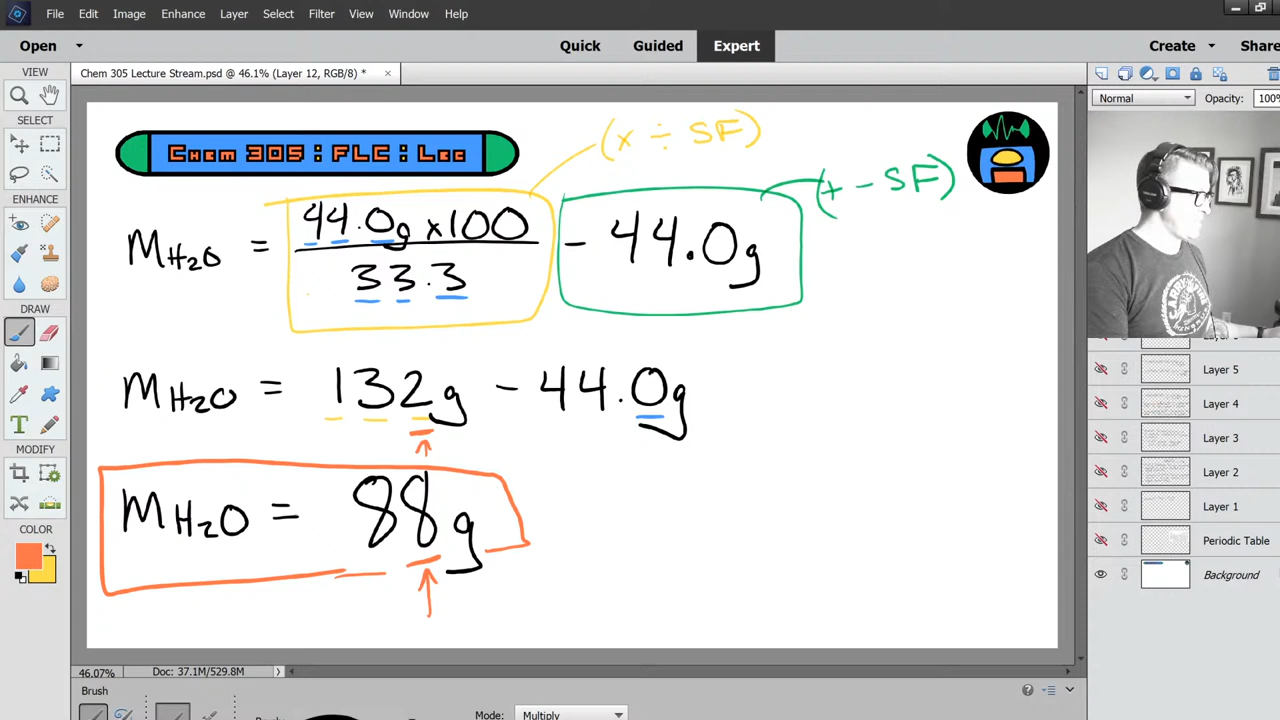 File Edit Image Enhance Layer Select Filter View Window Help
Open Quick Guided Expert Create Share
VIEW
SELECT
ENHANCE
DRAW
MODIFY
COLOR
Chem 305 Lecture Stream.psd @ 46.1% (Layer 12, RGB/8) * ×
Chem 305 : FLC : Lec
(x ÷ SF)
(+ - SF)
MH₂O = 44.0g x100 / 33.3 - 44.0g
MH₂O = 132g - 44.0g
MH₂O = 88g
Normal Opacity: 100%
Layer 5
Layer 4
Layer 3
Layer 2
Layer 1
Periodic Table
Background
46.07% Doc: 37.1M/529.8M
Brush
Mode: Multiply